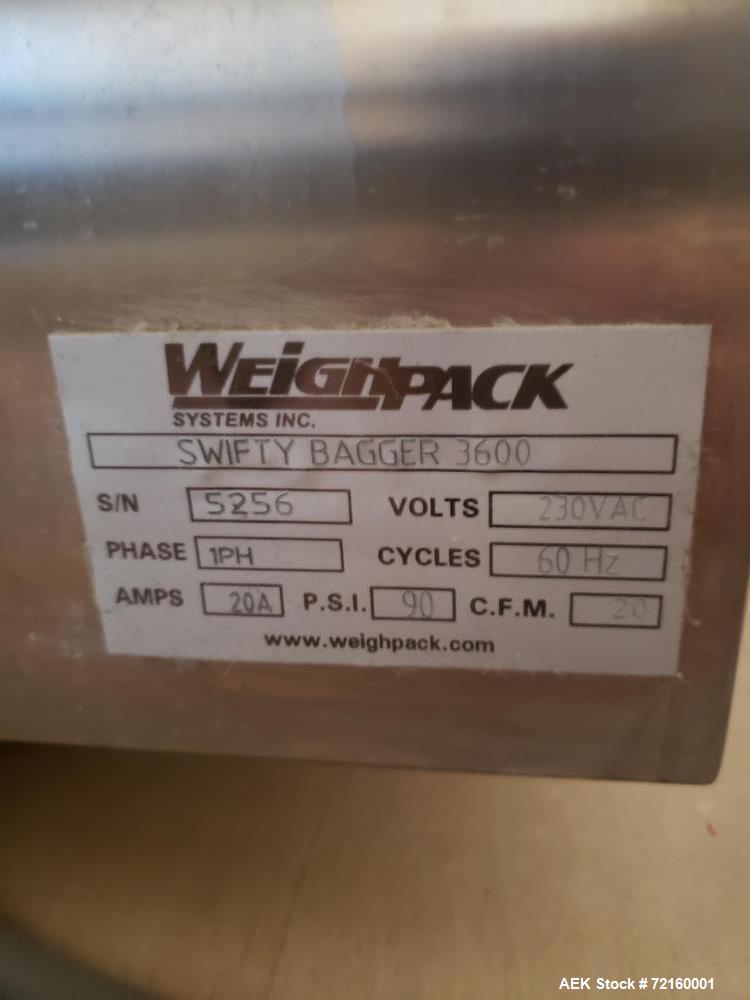 WEIGHPACK
SYSTEMS INC.
SWIFTY BAGGER 3600
S/N 5256 VOLTS 230VAC
PHASE 1PH CYCLES 60 Hz
AMPS 20A P.S.I. 90 C.F.M. 20
www.weighpack.com
AEK Stock # 72160001